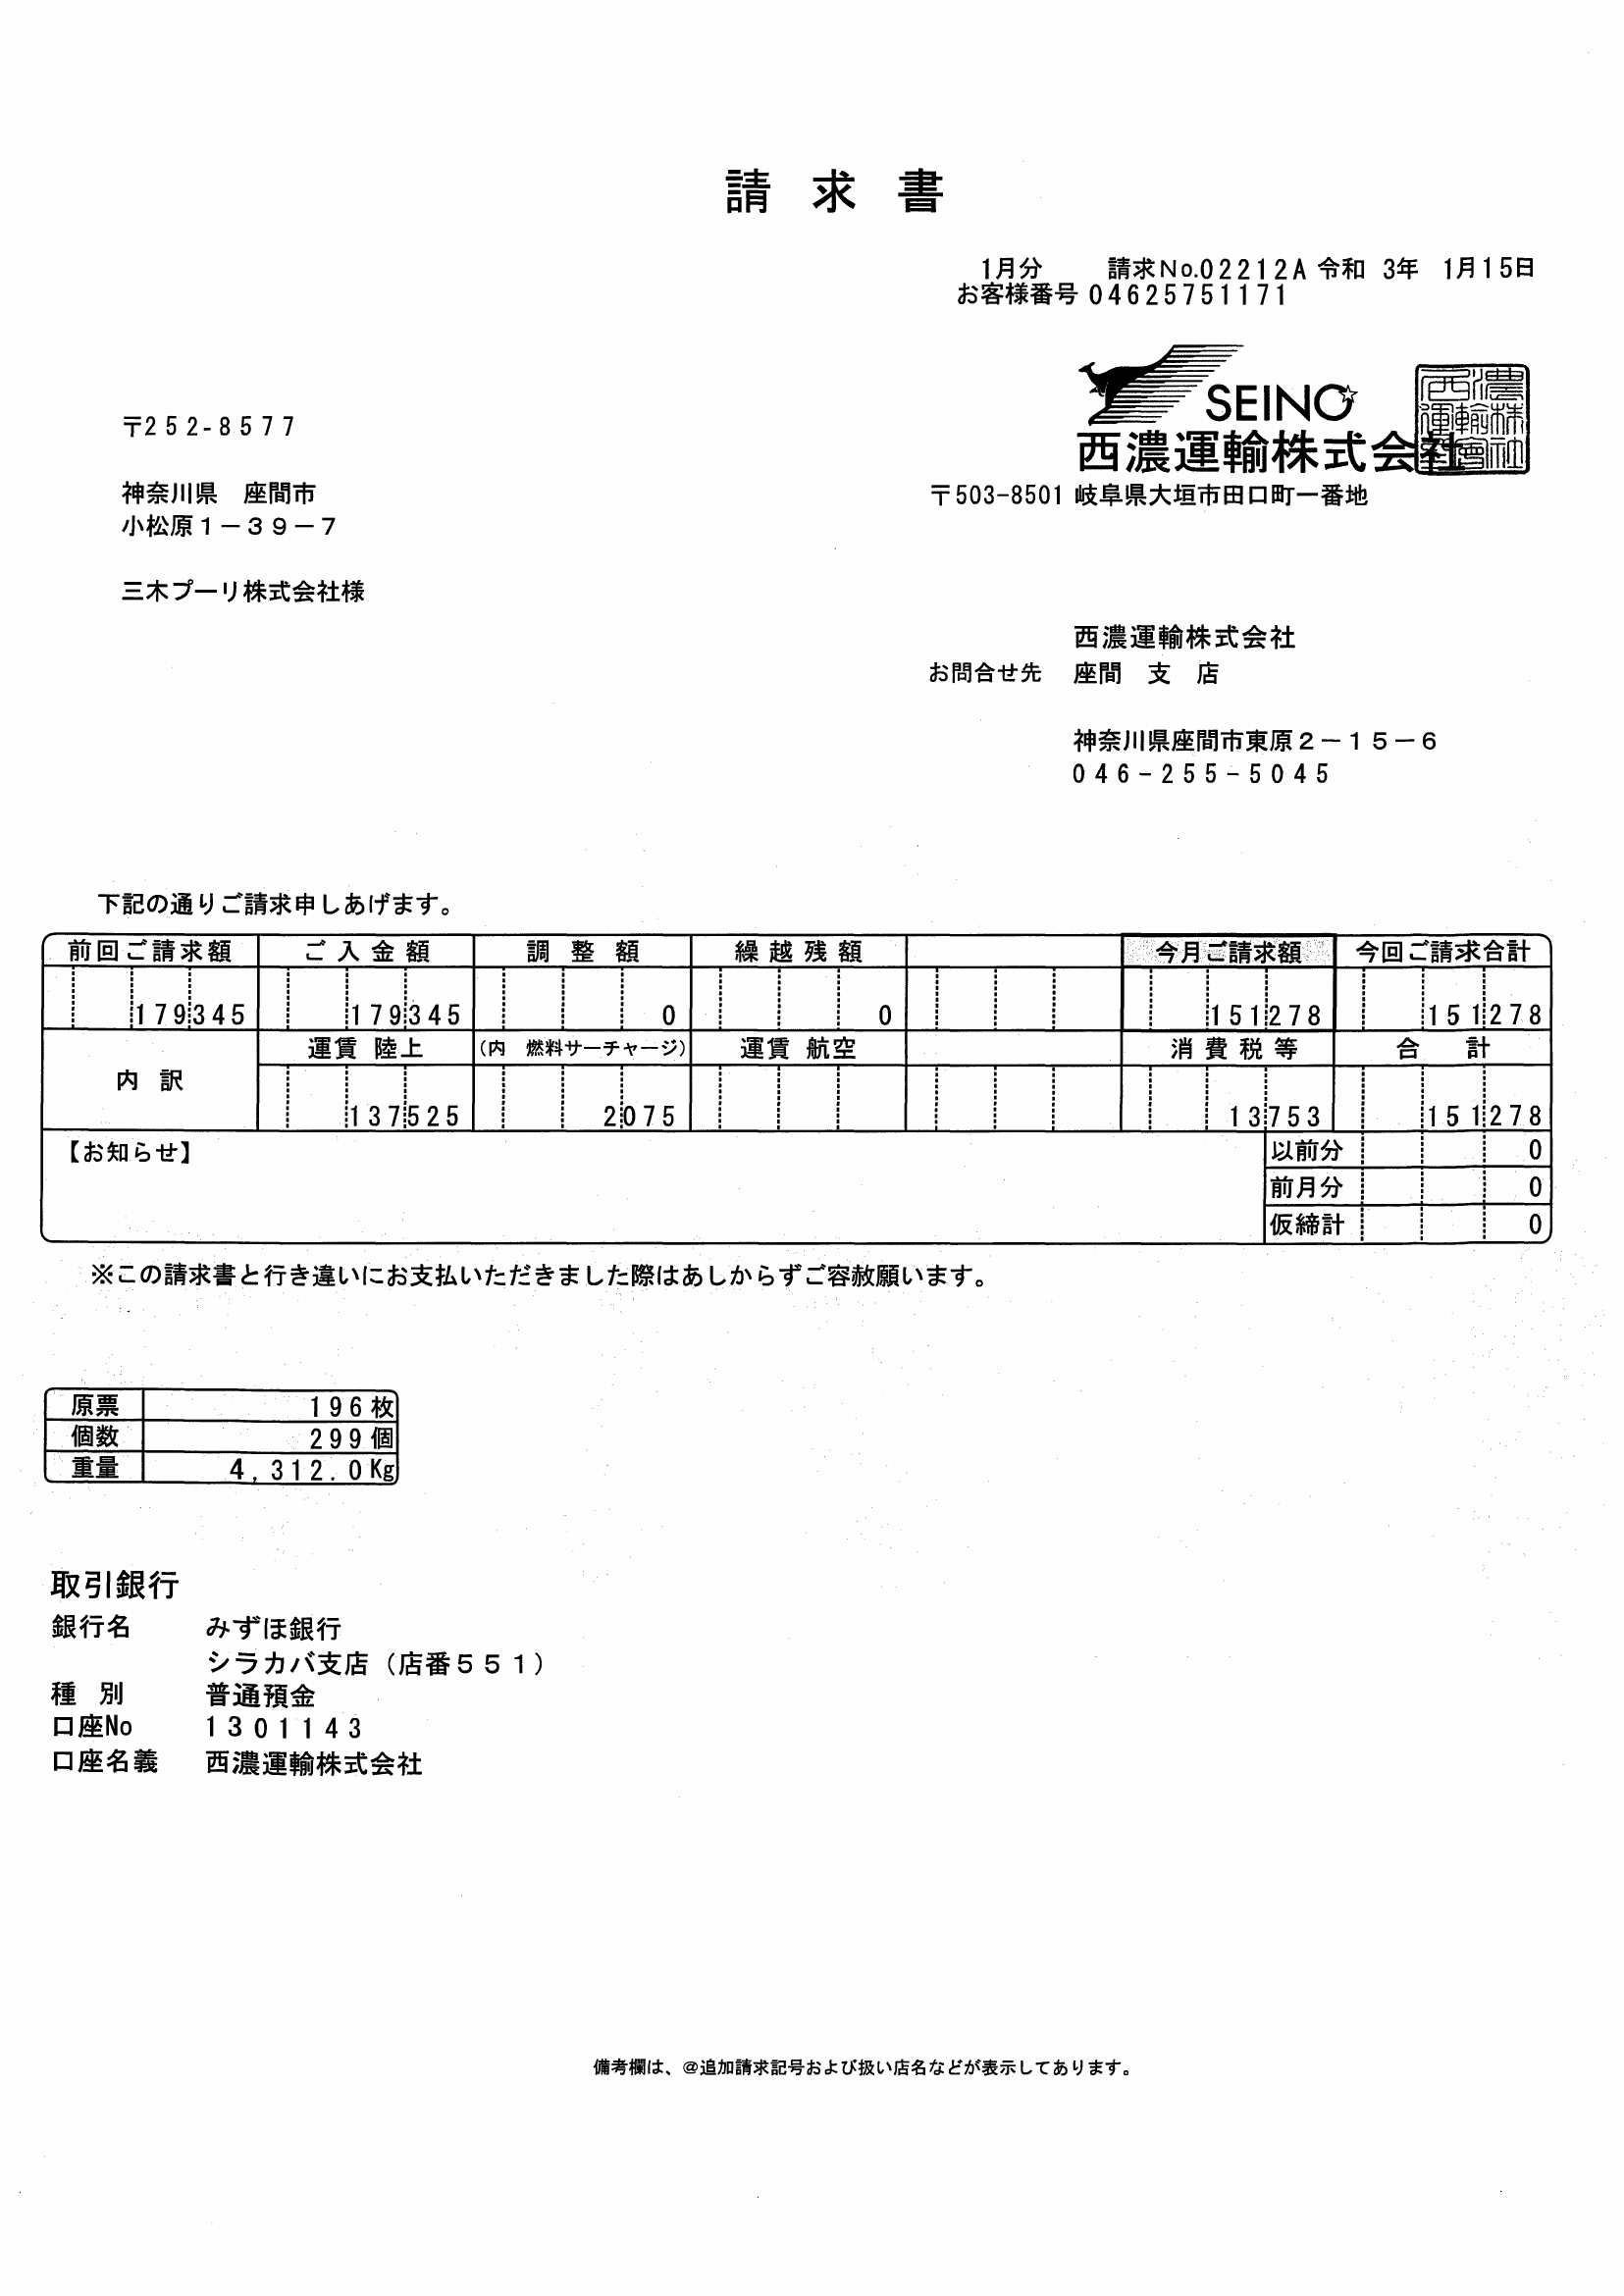 請求書
1月分 請求No.02212A 令和 3年 1月15日
お客様番号 04625751171
SEINO
西濃運輸株式会社
〒503-8501 岐阜県大垣市田口町一番地
〒252-8577
神奈川県 座間市
小松原1-39-7
三木プーリ株式会社様
西濃運輸株式会社
お問合せ先 座間 支 店
神奈川県座間市東原2-15-6
046-255-5045
下記の通りご請求申しあげます。
前回ご請求額 ご入金額 調整額 繰越残額 今月ご請求額 今回ご請求合計
179345 179345 0 0 151278 151278
内訳 運賃 陸上 (内 燃料サーチャージ) 運賃 航空 消費税等 合計
137525 2075 13753 151278
【お知らせ】 以前分 0
前月分 0
仮締計 0
※この請求書と行き違いにお支払いただきました際はあしからずご容赦願います。
原票 196枚
個数 299個
重量 4,312.0Kg
取引銀行
銀行名 みずほ銀行
シラカバ支店(店番551)
種 別 普通預金
口座No 1301143
口座名義 西濃運輸株式会社
備考欄は、@追加請求記号および扱い店名などが表示してあります。